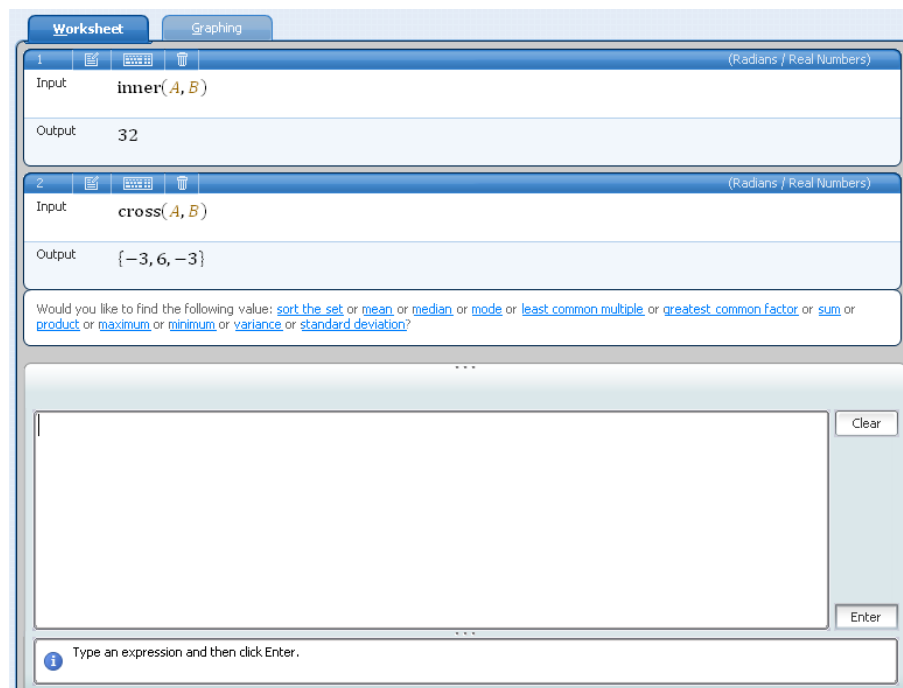 Worksheet Graphing
1 (Radians / Real Numbers)
Input inner(A, B)
Output 32
2 (Radians / Real Numbers)
Input cross(A, B)
Output {−3, 6, −3}
Would you like to find the following value: sort the set or mean or median or mode or least common multiple or greatest common factor or sum or
product or maximum or minimum or variance or standard deviation?
Clear
Enter
Type an expression and then click Enter.